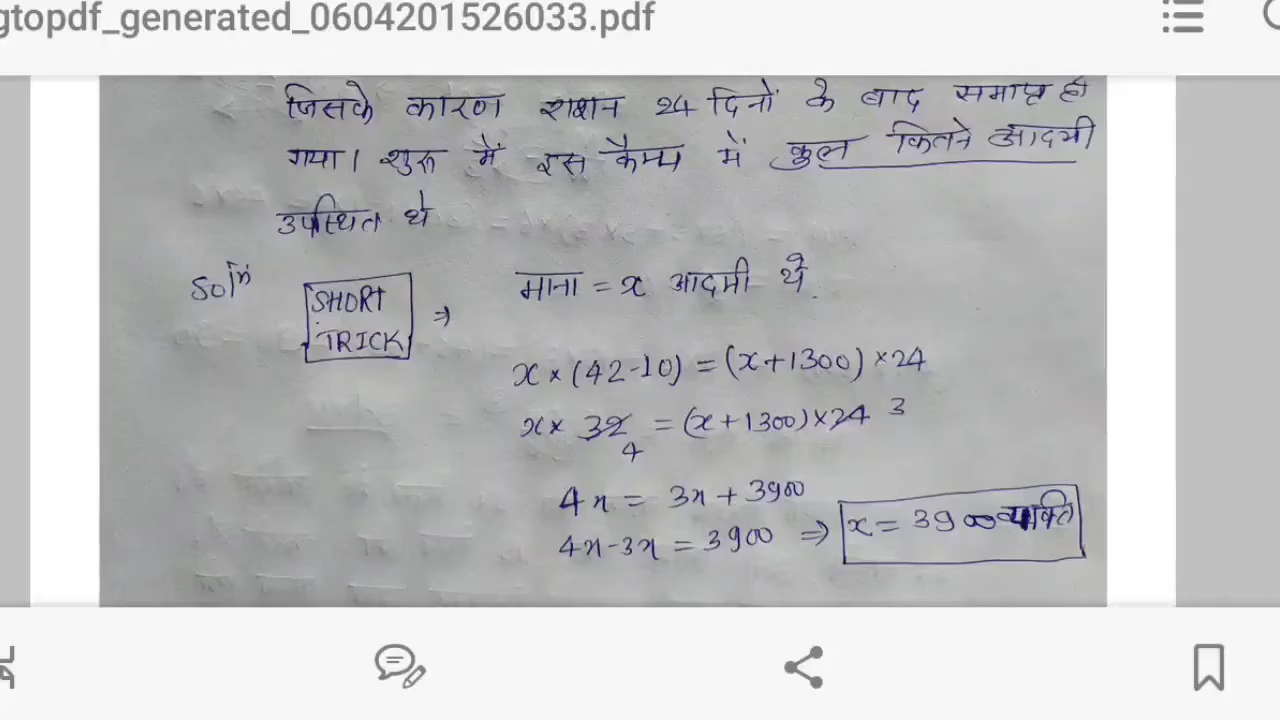 gtopdf_generated_0604201526033.pdf
जिसके कारण राशन 24 दिनों के बाद समाप्त हो
गया। शुरू में इस कैम्प में कुल कितने आदमी
उपस्थित थे
Solⁿ
SHORT
TRICK
⇒
माना = x आदमी थे.
x × (42-10) = (x+1300) × 24
x × 32 = (x+1300) × 24 3
4
4x = 3x + 3900
4x-3x = 3900 ⇒ x = 3900 व्यक्ति